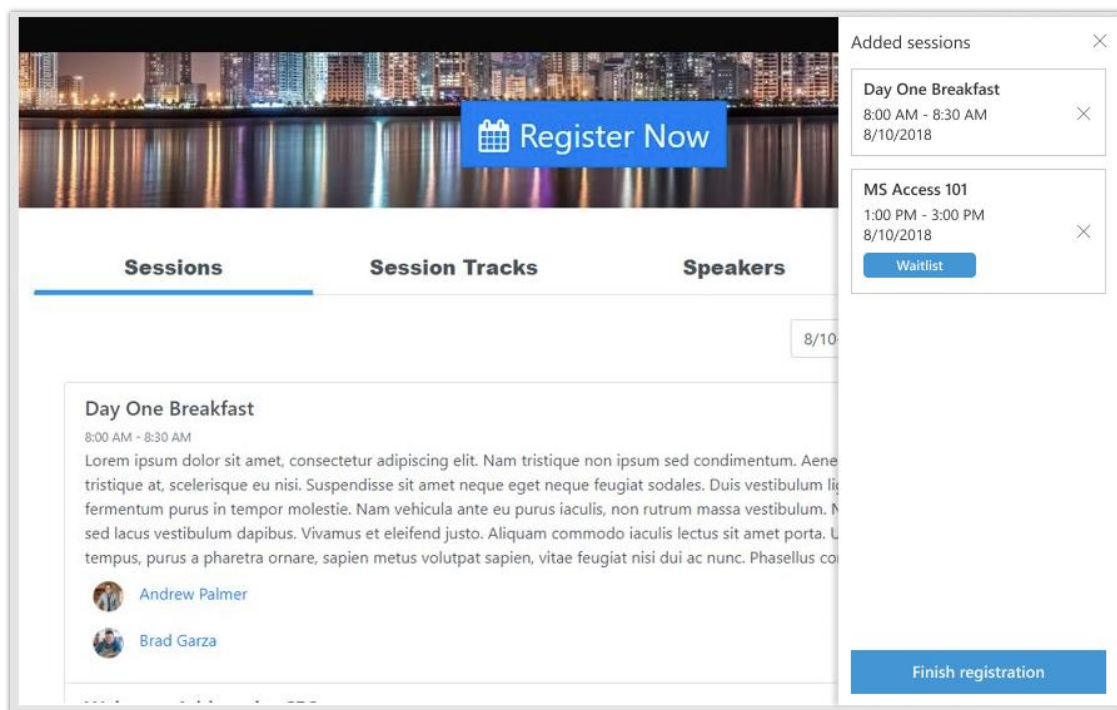 Register Now
Sessions
Session Tracks
Speakers
8/10
Day One Breakfast
8:00 AM - 8:30 AM
Lorem ipsum dolor sit amet, consectetur adipiscing elit. Nam tristique non ipsum sed condimentum. Aene
tristique at, scelerisque eu nisi. Suspendisse sit amet neque eget neque feugiat sodales. Duis vestibulum li
fermentum purus in tempor molestie. Nam vehicula ante eu purus iaculis, non rutrum massa vestibulum. N
sed lacus vestibulum dapibus. Vivamus et eleifend justo. Aliquam commodo iaculis lectus sit amet porta. U
tempus, purus a pharetra ornare, sapien metus volutpat sapien, vitae feugiat nisi dui ac nunc. Phasellus co
Andrew Palmer
Brad Garza
Added sessions
Day One Breakfast
8:00 AM - 8:30 AM
8/10/2018
MS Access 101
1:00 PM - 3:00 PM
8/10/2018
Waitlist
Finish registration